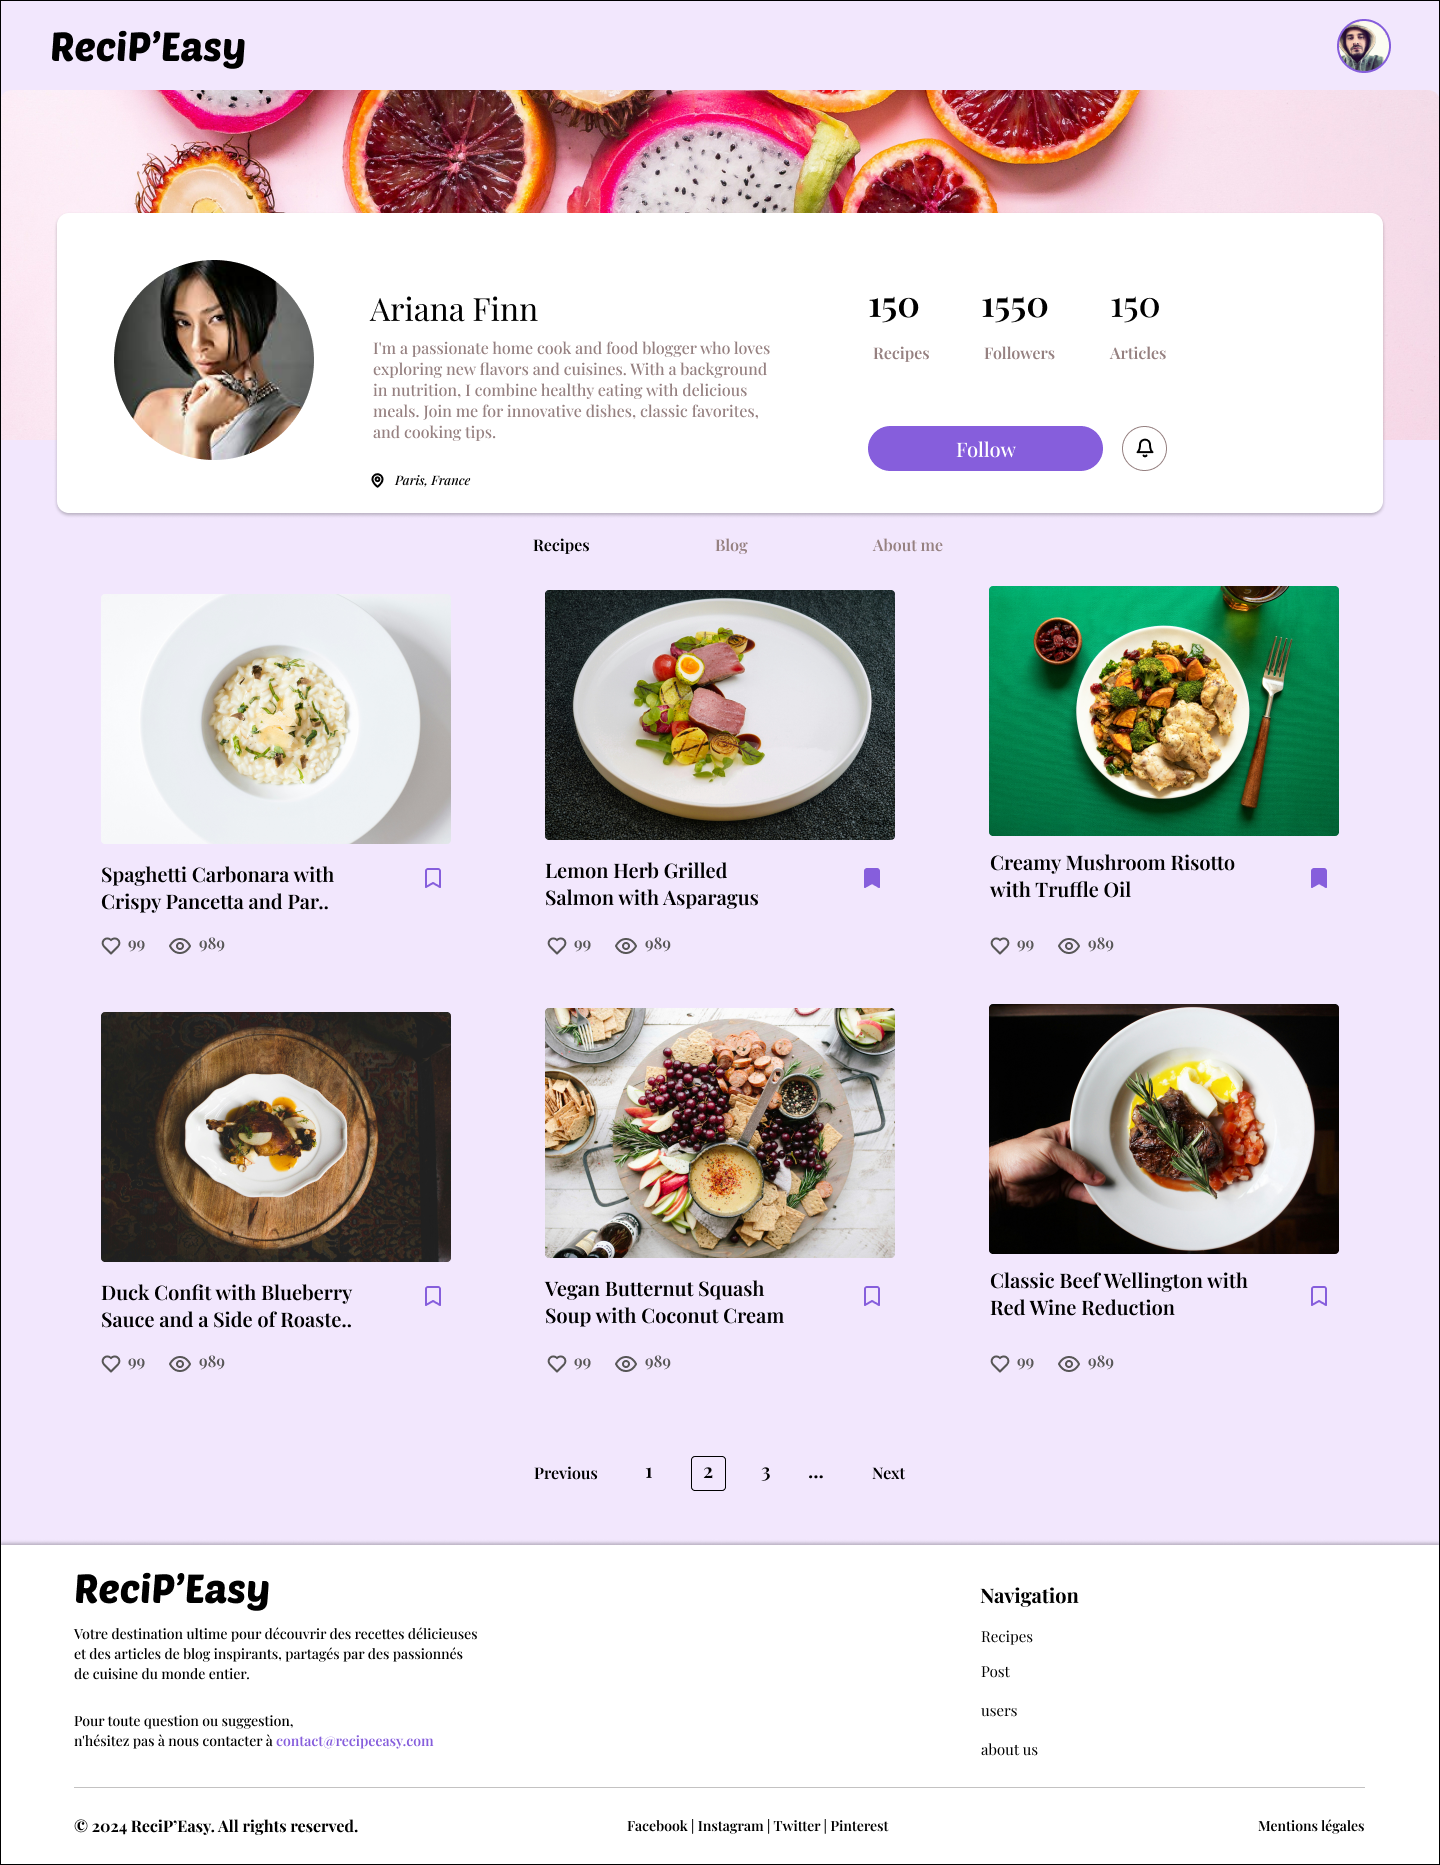 ReciP'Easy
Ariana Finn
I'm a passionate home cook and food blogger who loves
exploring new flavors and cuisines. With a background
in nutrition, I combine healthy eating with delicious
meals. Join me for innovative dishes, classic favorites,
and cooking tips.
Paris, France
150 1550 150
Recipes Followers Articles
Follow
Recipes Blog About me
Spaghetti Carbonara with
Crispy Pancetta and Par..
99 989
Lemon Herb Grilled
Salmon with Asparagus
99 989
Creamy Mushroom Risotto
with Truffle Oil
99 989
Duck Confit with Blueberry
Sauce and a Side of Roaste..
99 989
Vegan Butternut Squash
Soup with Coconut Cream
99 989
Classic Beef Wellington with
Red Wine Reduction
99 989
Previous 1 2 3 ... Next
ReciP'Easy
Votre destination ultime pour découvrir des recettes délicieuses
et des articles de blog inspirants, partagés par des passionnés
de cuisine du monde entier.
Pour toute question ou suggestion,
n'hésitez pas à nous contacter à contact@recipeeasy.com
Navigation
Recipes
Post
users
about us
© 2024 ReciP'Easy. All rights reserved.
Facebook | Instagram | Twitter | Pinterest
Mentions légales